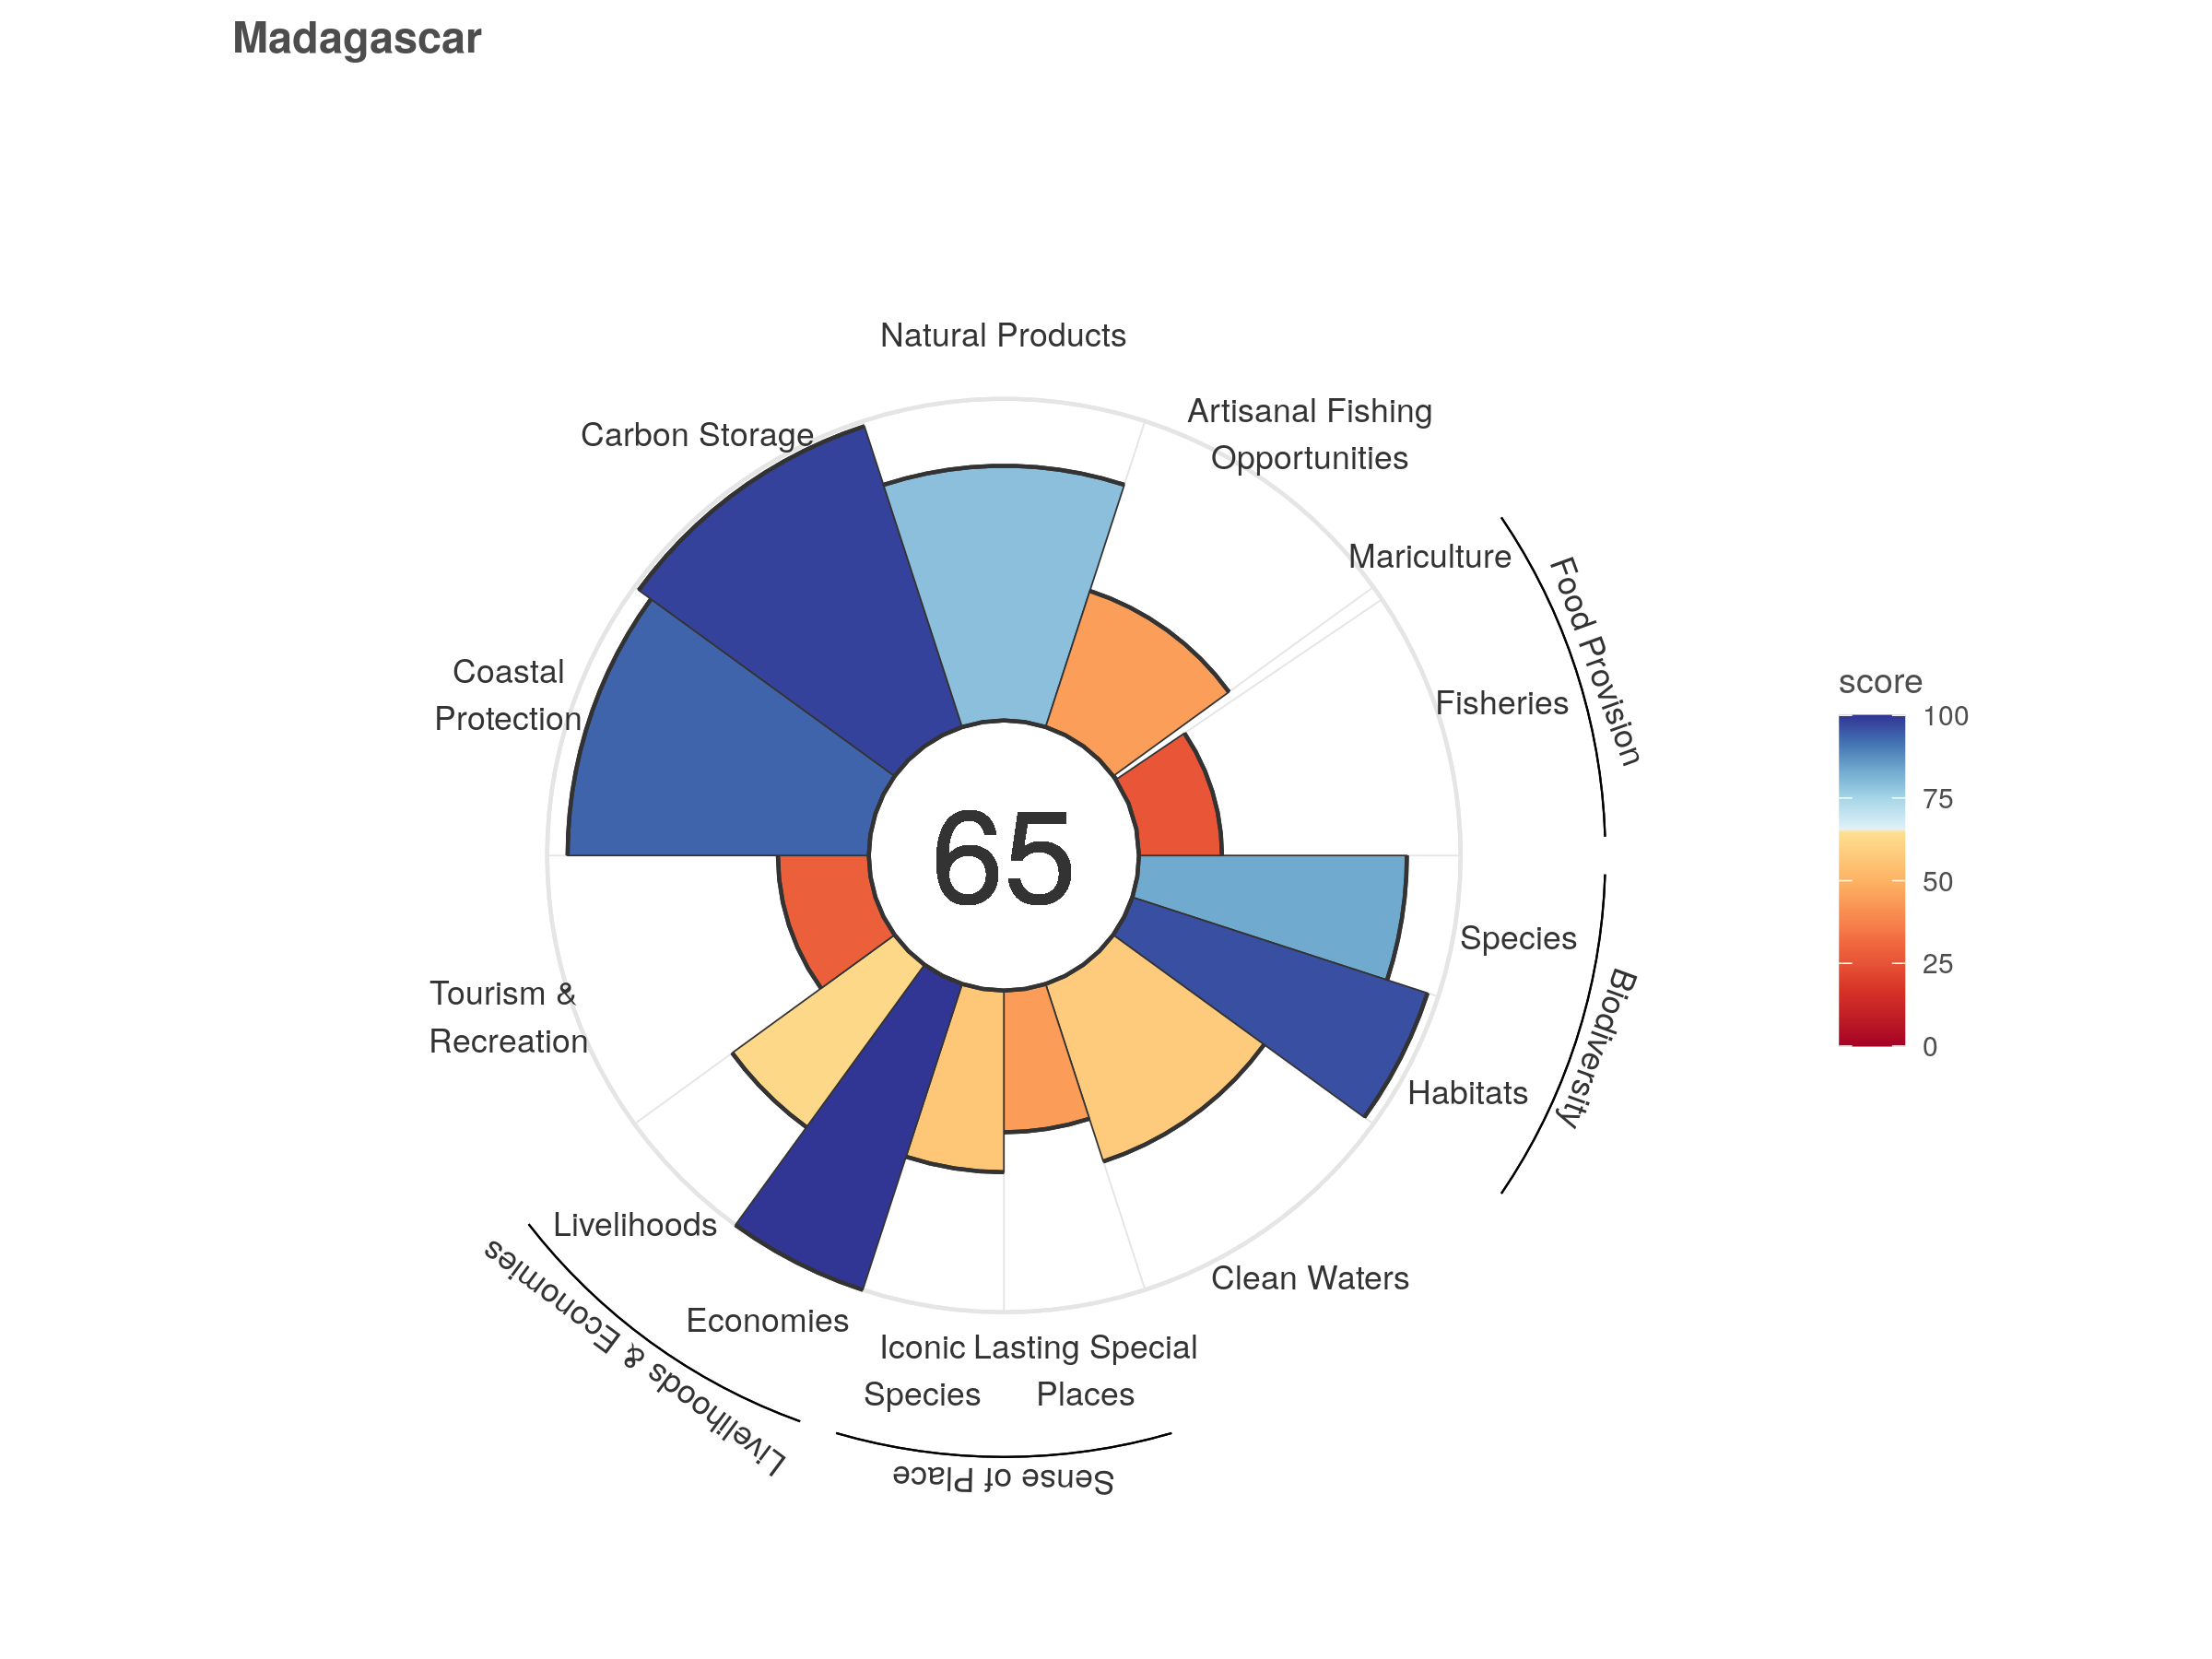 Madagascar
Natural Products
Artisanal Fishing
Opportunities
Carbon Storage
Mariculture
Food Provision
Coastal
Protection
Fisheries
score
100
75
50
25
0
65
Species
Biodiversity
Tourism &
Recreation
Habitats
Livelihoods
Clean Waters
Economies
Livelihoods & Economies
Iconic
Species
Lasting Special
Places
Sense of Place